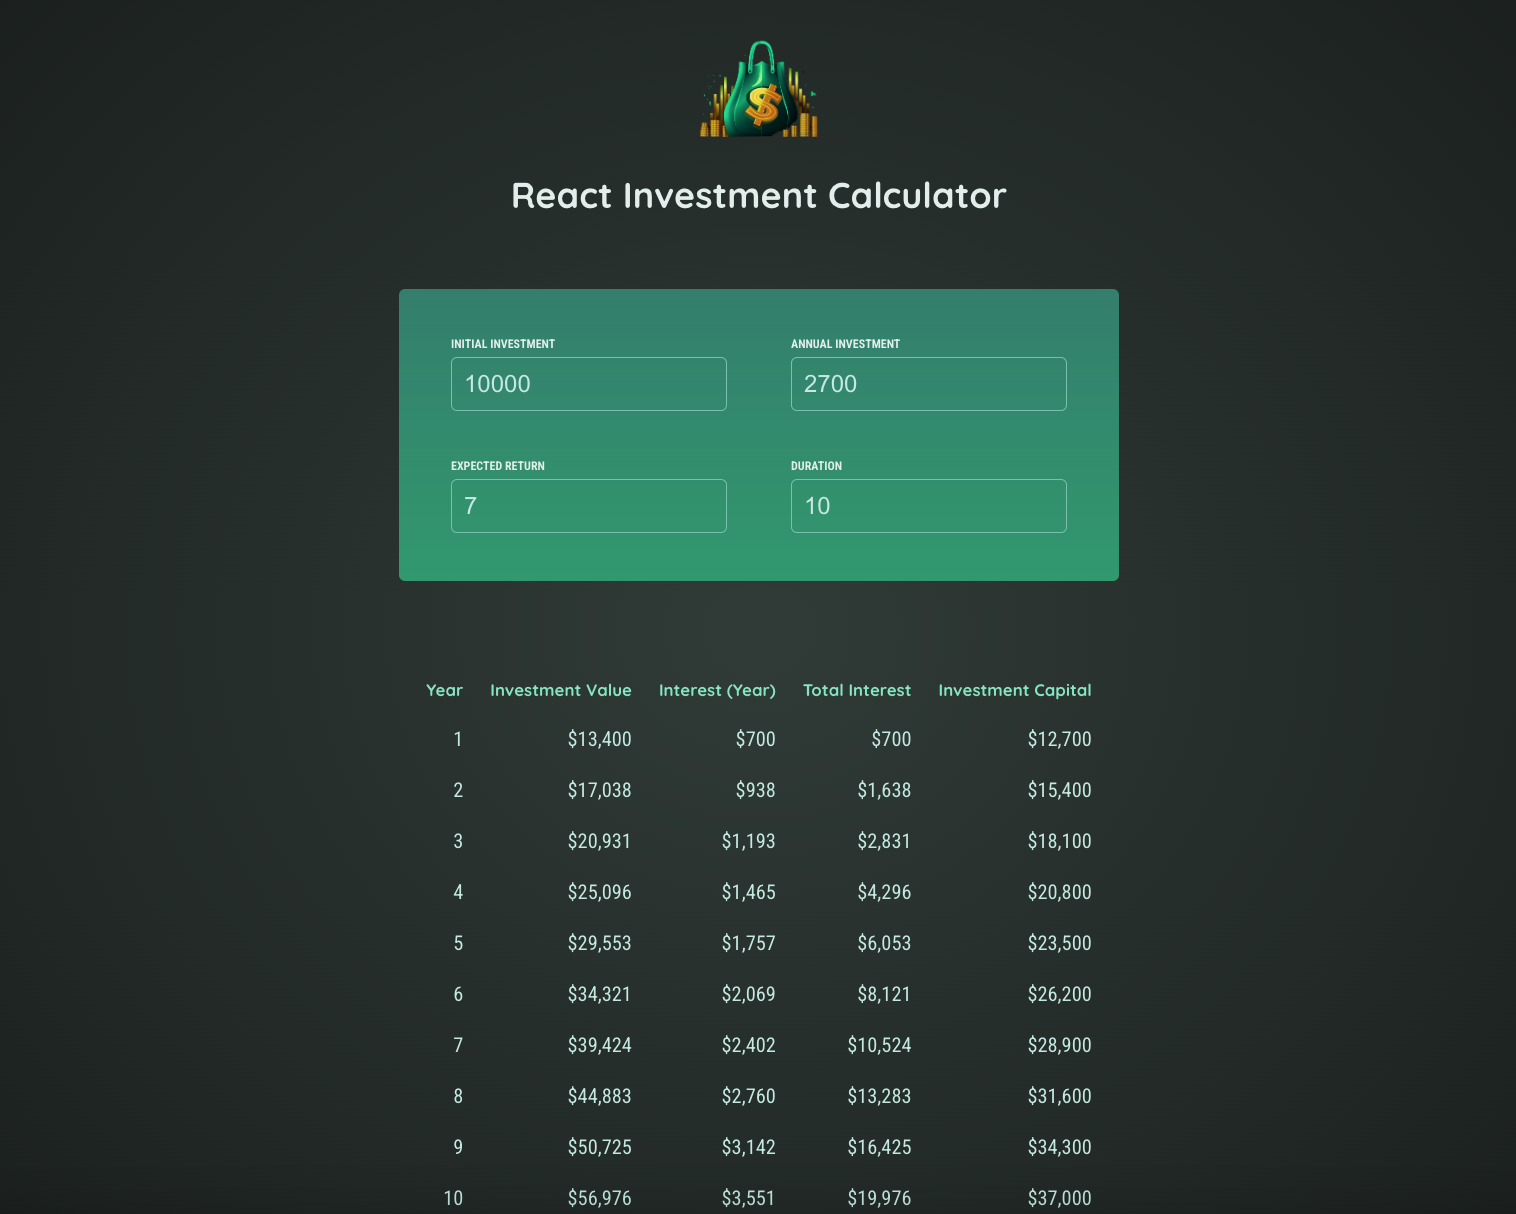 $
React Investment Calculator
INITIAL INVESTMENT ANNUAL INVESTMENT
10000 2700
EXPECTED RETURN DURATION
7 10
Year Investment Value Interest (Year) Total Interest Investment Capital
1 $13,400 $700 $700 $12,700
2 $17,038 $938 $1,638 $15,400
3 $20,931 $1,193 $2,831 $18,100
4 $25,096 $1,465 $4,296 $20,800
5 $29,553 $1,757 $6,053 $23,500
6 $34,321 $2,069 $8,121 $26,200
7 $39,424 $2,402 $10,524 $28,900
8 $44,883 $2,760 $13,283 $31,600
9 $50,725 $3,142 $16,425 $34,300
10 $56,976 $3,551 $19,976 $37,000